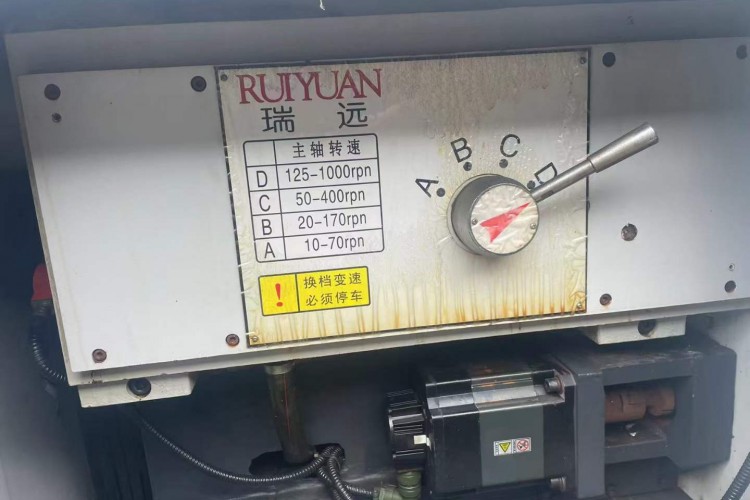 RUIYUAN
瑞远
主轴转速
D 125-1000rpn
C 50-400rpn
B 20-170rpn
A 10-70rpn
! 换档变速
必须停车
A B C D